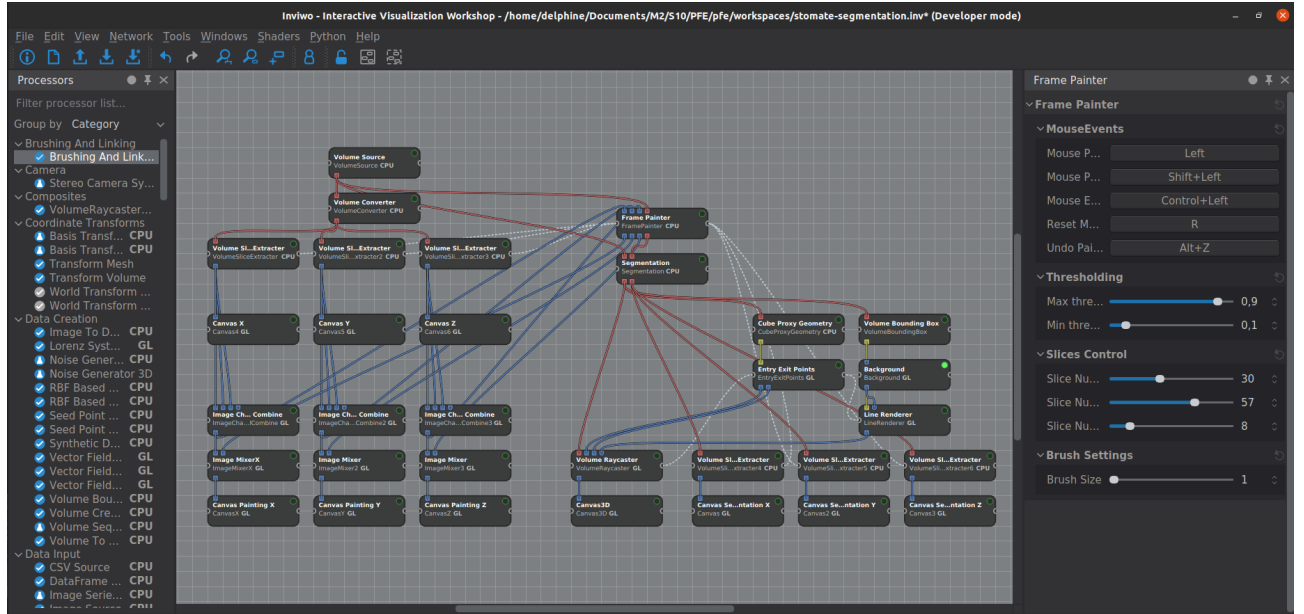 Inviwo - Interactive Visualization Workshop - /home/delphine/Documents/M2/S10/PFE/pfe/workspaces/stomate-segmentation.inv* (Developer mode)
File Edit View Network Tools Windows Shaders Python Help
Processors
Filter processor list...
Group by Category
Brushing And Linking
Brushing And Link...
Camera
Stereo Camera Sy...
Composites
VolumeRaycaster...
Coordinate Transforms
Basis Transf... CPU
Basis Transf... CPU
Transform Mesh
Transform Volume
World Transform ...
World Transform ...
Data Creation
Image To D... CPU
Lorenz Syst... GL
Noise Gener... CPU
Noise Generator 3D
RBF Based ... CPU
RBF Based ... CPU
Seed Point ... CPU
Seed Point ... CPU
Synthetic D... CPU
Vector Field... GL
Vector Field... GL
Volume Bou... CPU
Volume Cre... CPU
Volume Seq... CPU
Volume To ... CPU
Data Input
CSV Source CPU
DataFrame ... CPU
Image Serie... CPU
Image Source CPU
Volume Source
VolumeSource CPU
Volume Converter
VolumeConverter CPU
Frame Painter
FramePainter CPU
Volume Sl...Extracter
VolumeSliceExtracter CPU
Volume Sl...Extracter
VolumeSli...xtracter2 CPU
Volume Sl...Extracter
VolumeSli...xtracter3 CPU
Segmentation
Segmentation CPU
Canvas X
Canvas4 GL
Canvas Y
Canvas5 GL
Canvas Z
Canvas6 GL
Cube Proxy Geometry
CubeProxyGeometry CPU
Volume Bounding Box
VolumeBoundingBox
Entry Exit Points
EntryExitPoints GL
Background
Background GL
Image Ch... Combine
ImageCha...lCombine GL
Image Ch... Combine
ImageCha...Combine2 GL
Image Ch... Combine
ImageCha...Combine3 GL
Line Renderer
LineRenderer GL
Image MixerX
ImageMixerX GL
Image Mixer
ImageMixer2 GL
Image Mixer
ImageMixer3 GL
Volume Raycaster
VolumeRaycaster GL
Volume Sl...Extracter
VolumeSli...xtracter4 CPU
Volume Sl...Extracter
VolumeSli...xtracter5 CPU
Volume Sl...Extracter
VolumeSli...xtracter6 CPU
Canvas Painting X
CanvasX GL
Canvas Painting Y
CanvasY GL
Canvas Painting Z
CanvasZ GL
Canvas3D
Canvas3D GL
Canvas Se...ntation X
Canvas GL
Canvas Se...ntation Y
Canvas2 GL
Canvas Se...ntation Z
Canvas3 GL
Frame Painter
Frame Painter
MouseEvents
Mouse P... Left
Mouse P... Shift+Left
Mouse E... Control+Left
Reset M... R
Undo Pai... Alt+Z
Thresholding
Max thre... 0,9
Min thre... 0,1
Slices Control
Slice Nu... 30
Slice Nu... 57
Slice Nu... 8
Brush Settings
Brush Size 1